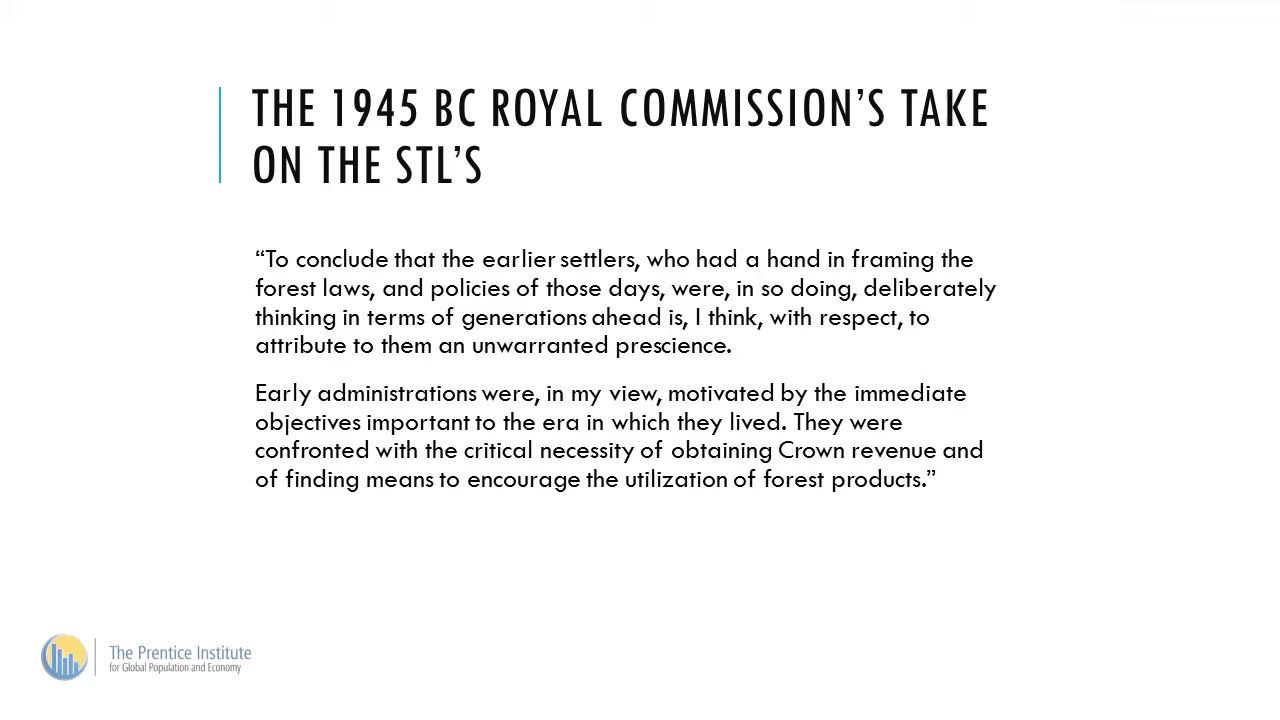 THE 1945 BC ROYAL COMMISSION’S TAKE
ON THE STL’S
“To conclude that the earlier settlers, who had a hand in framing the
forest laws, and policies of those days, were, in so doing, deliberately
thinking in terms of generations ahead is, I think, with respect, to
attribute to them an unwarranted prescience.
Early administrations were, in my view, motivated by the immediate
objectives important to the era in which they lived. They were
confronted with the critical necessity of obtaining Crown revenue and
of finding means to encourage the utilization of forest products.”
The Prentice Institute
for Global Population and Economy